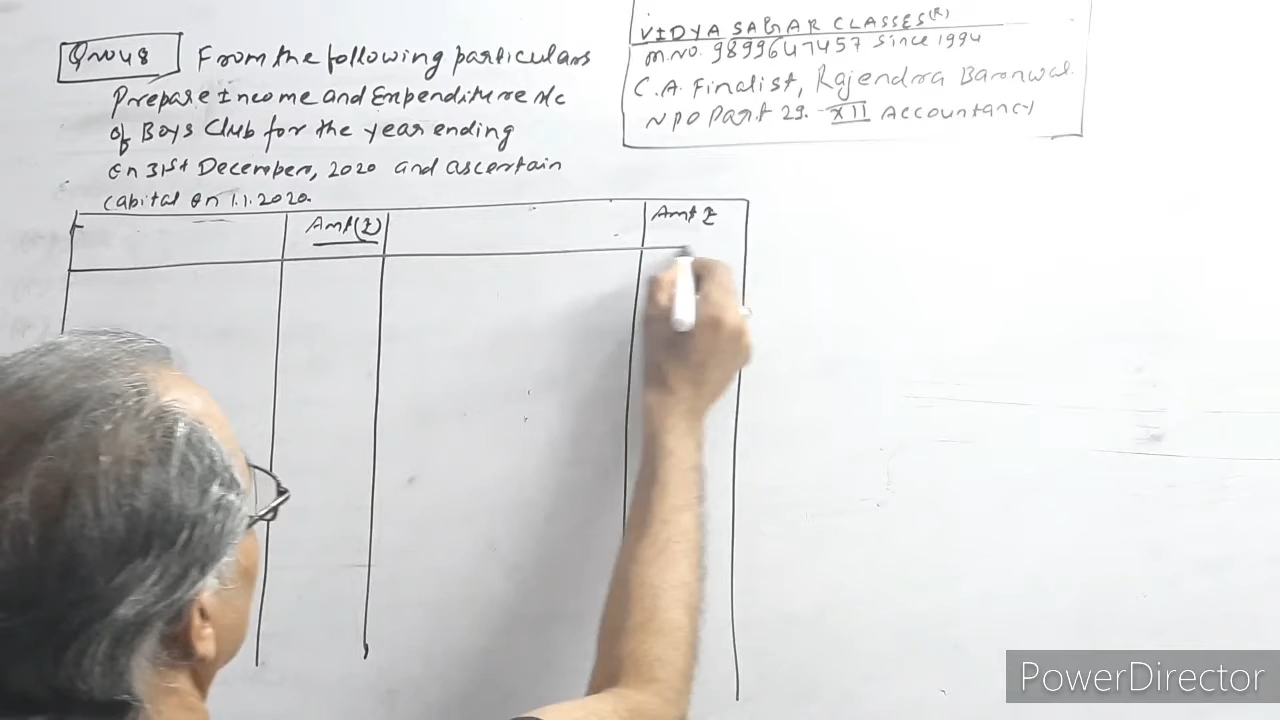 Q.No 48 From the following particulars
Prepare Income and Expenditure A/c
of Boys Club for the year ending
on 31st December, 2020 and ascertain
capital on 1.1.2020.
VIDYA SAGAR CLASSES (R)
M.NO. 9899647457 Since 1994
C.A. Finalist, Rajendra Baronwal.
NPO Part 29. XII Accountancy
Amt (₹)
Amt ₹
PowerDirector